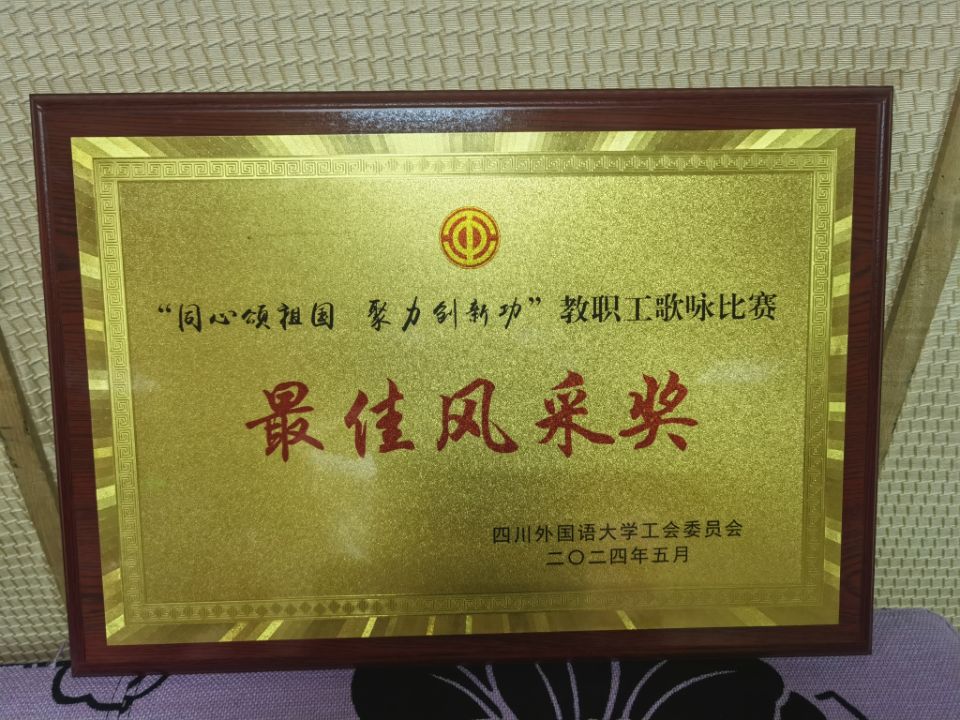 “同心颂祖国 聚力创新功”教职工歌咏比赛
最佳风采奖
四川外国语大学工会委员会
二〇二四年五月